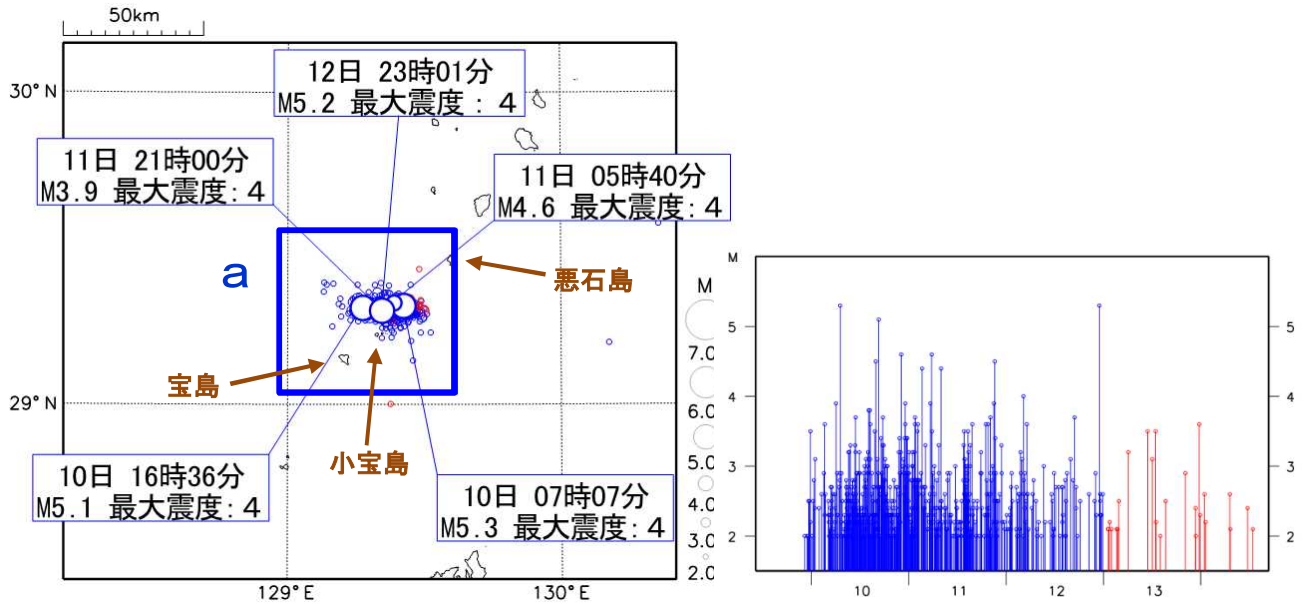 50km
30°N
12日 23時01分
M5.2 最大震度：4
11日 21時00分
M3.9 最大震度：4
11日 05時40分
M4.6 最大震度：4
a
悪石島
宝島
小宝島
29°N
10日 16時36分
M5.1 最大震度：4
10日 07時07分
M5.3 最大震度：4
129°E
130°E
M
7.0
6.0
5.0
4.0
3.0
2.0
M
5
4
3
2
5
4
3
2
10
11
12
13